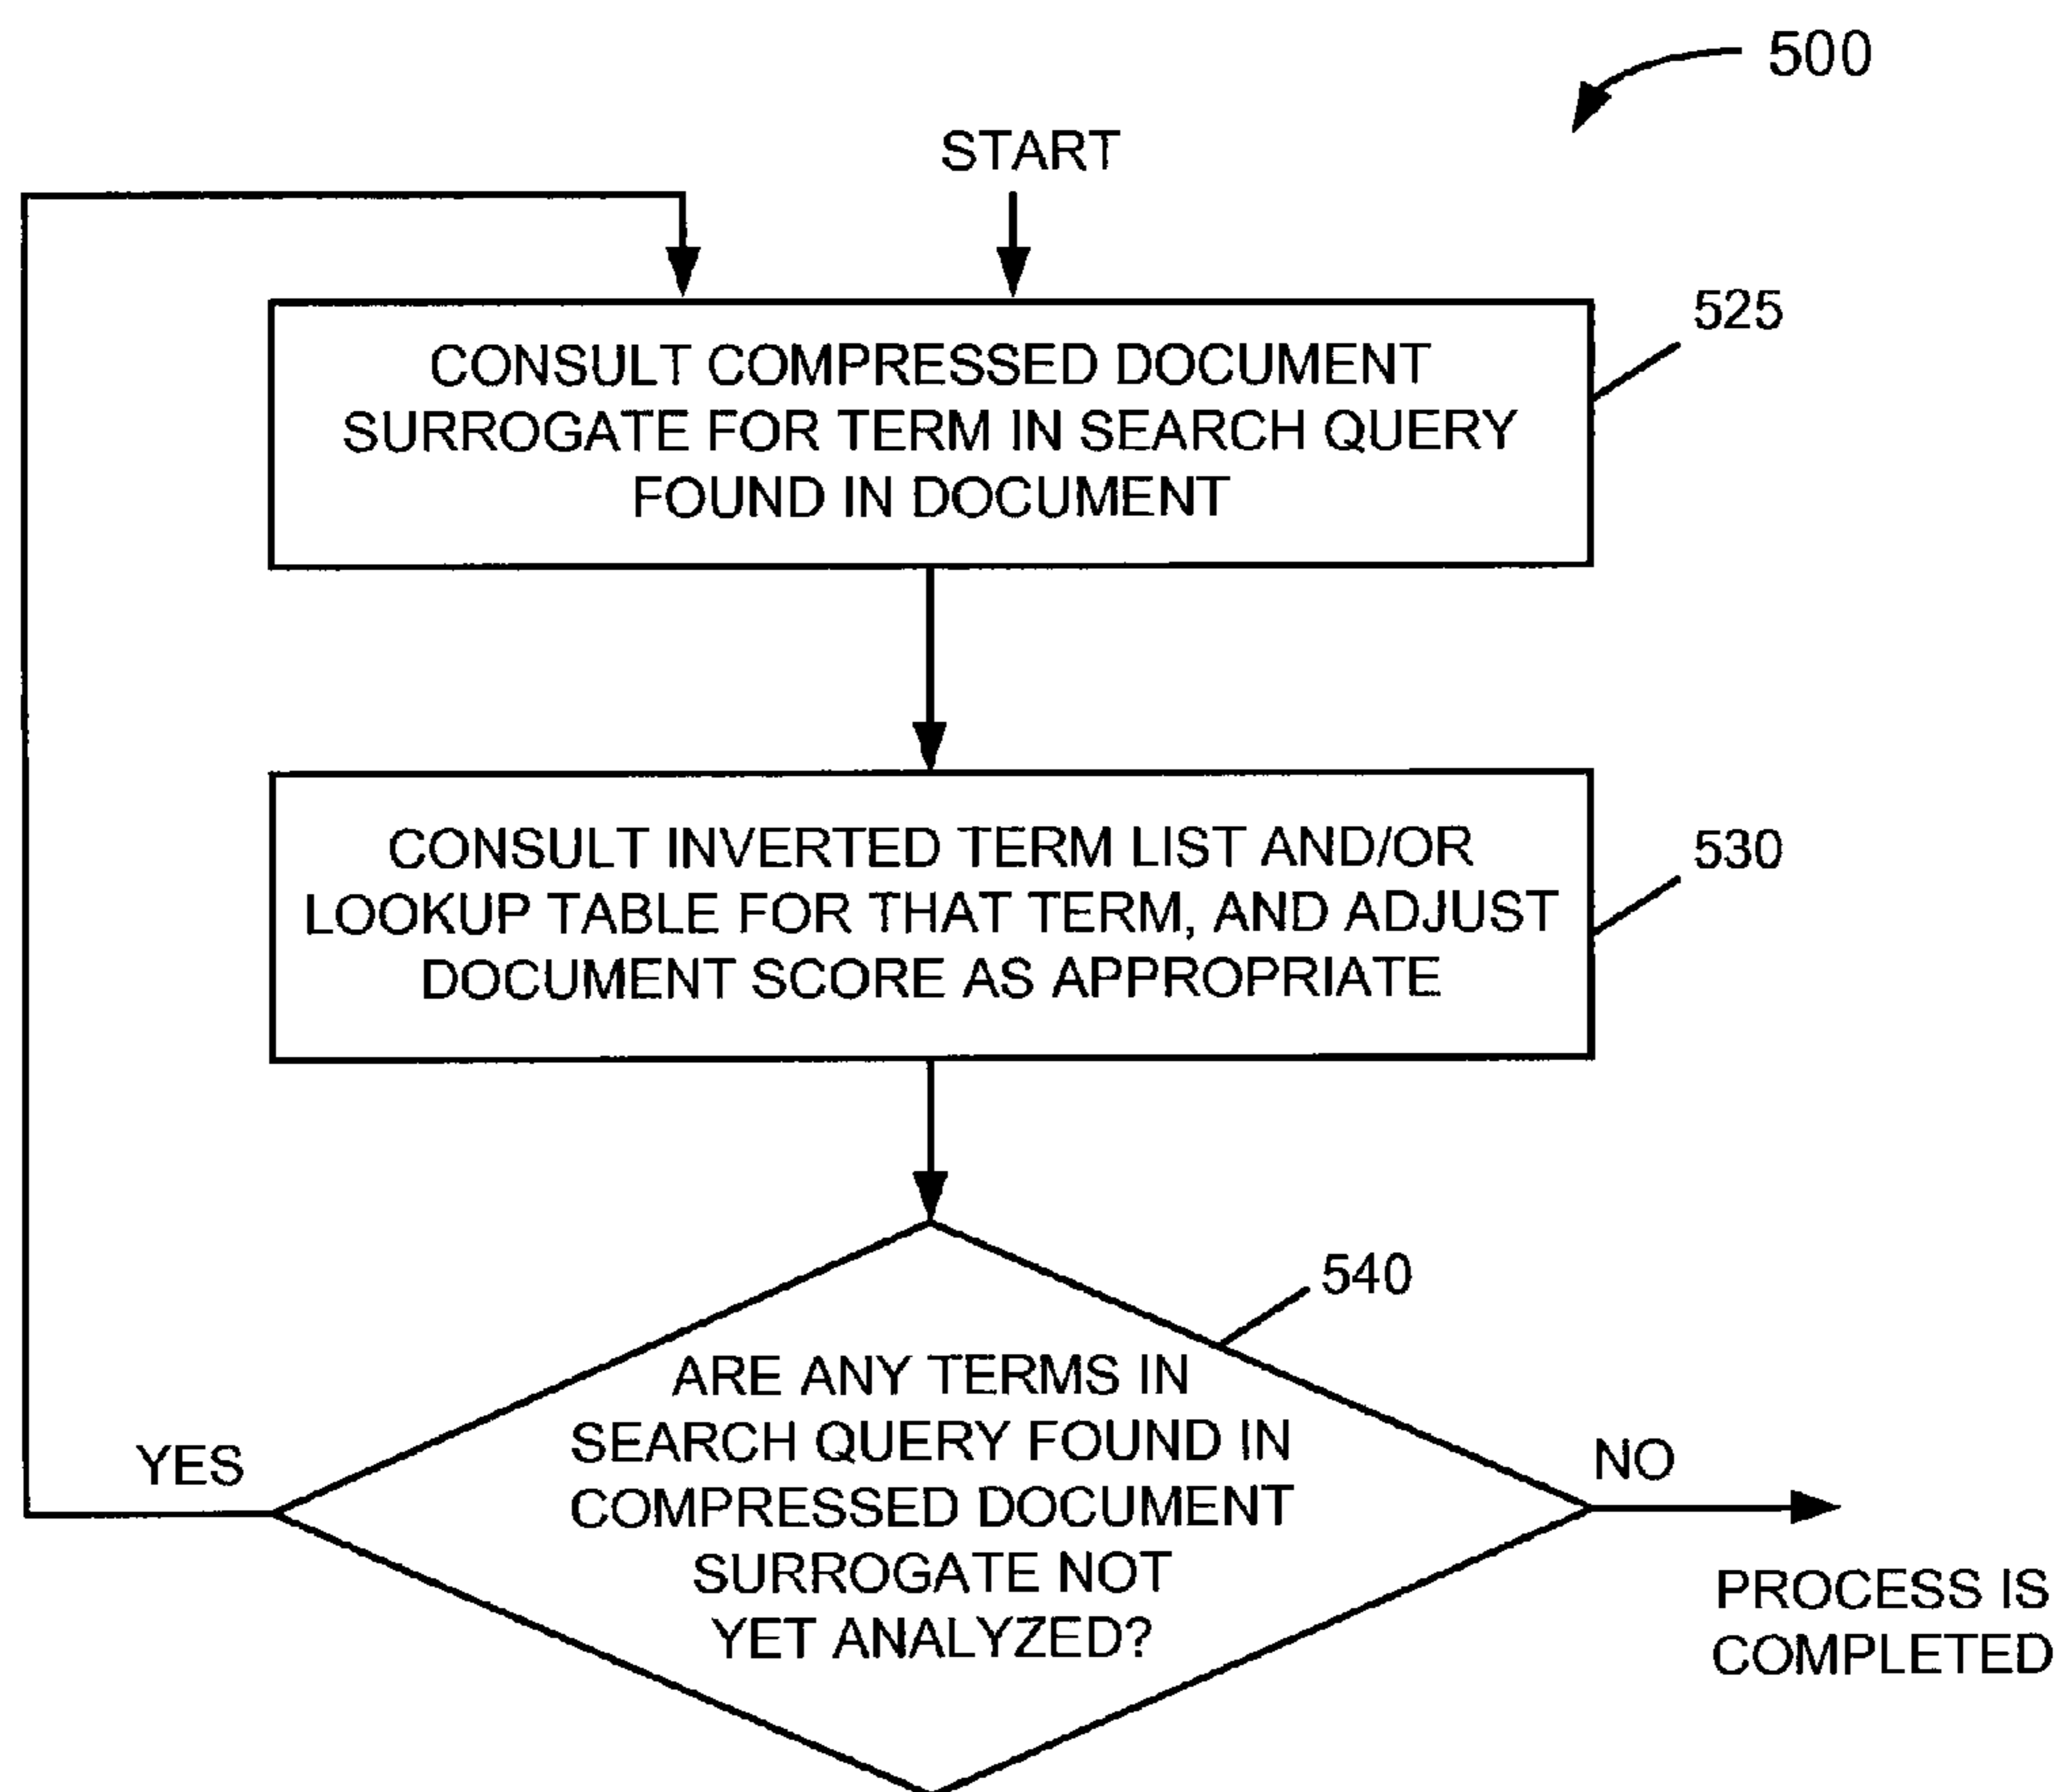 500
START
525
CONSULT COMPRESSED DOCUMENT
SURROGATE FOR TERM IN SEARCH QUERY
FOUND IN DOCUMENT
530
CONSULT INVERTED TERM LIST AND/OR
LOOKUP TABLE FOR THAT TERM, AND ADJUST
DOCUMENT SCORE AS APPROPRIATE
540
ARE ANY TERMS IN
SEARCH QUERY FOUND IN
COMPRESSED DOCUMENT
SURROGATE NOT
YET ANALYZED?
YES
NO
PROCESS IS
COMPLETED